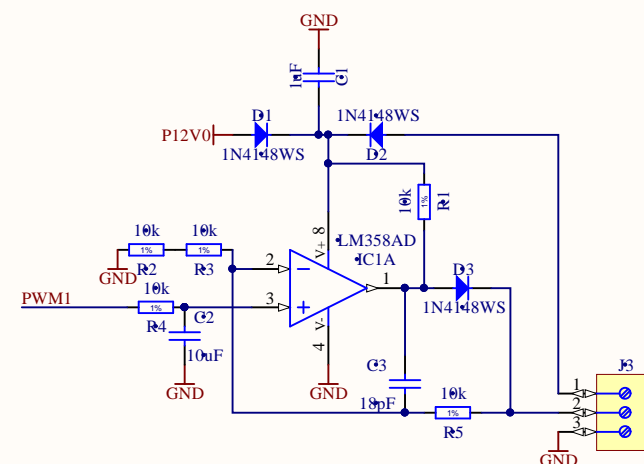 GND
1uF
C1
D1
1N4148WS
P12V0
1N4148WS
D2
10k
1%
R1
8
V+
LM358AD
IC1A
10k
10k
1%
1%
R2
R3
GND
2
3
1
D3
1N4148WS
PWM1
10k
1%
R4
C2
10uF
GND
V-
4
GND
C3
18pF
10k
1%
R5
J3
1
2
3
GND